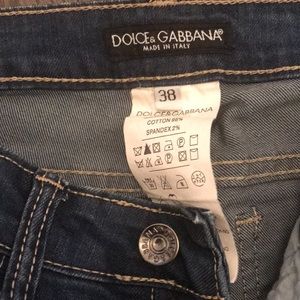 DOLCE & GABBANA®
MADE IN ITALY
38
DOLCE & GABBANA
COTTON 98%
SPANDEX 2%